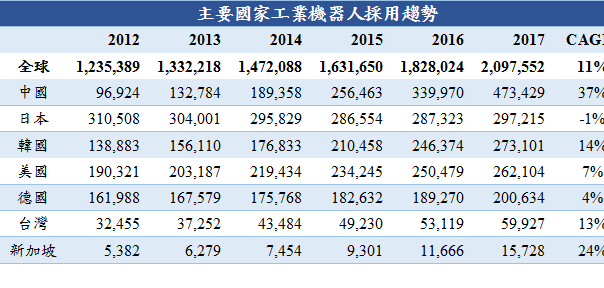 主要國家工業機器人採用趨勢
2012 2013 2014 2015 2016 2017 CAG
全球 1,235,389 1,332,218 1,472,088 1,631,650 1,828,024 2,097,552 11%
中國 96,924 132,784 189,358 256,463 339,970 473,429 37%
日本 310,508 304,001 295,829 286,554 287,323 297,215 -1%
韓國 138,883 156,110 176,833 210,458 246,374 273,101 14%
美國 190,321 203,187 219,434 234,245 250,479 262,104 7%
德國 161,988 167,579 175,768 182,632 189,270 200,634 4%
台灣 32,455 37,252 43,484 49,230 53,119 59,927 13%
新加坡 5,382 6,279 7,454 9,301 11,666 15,728 24%